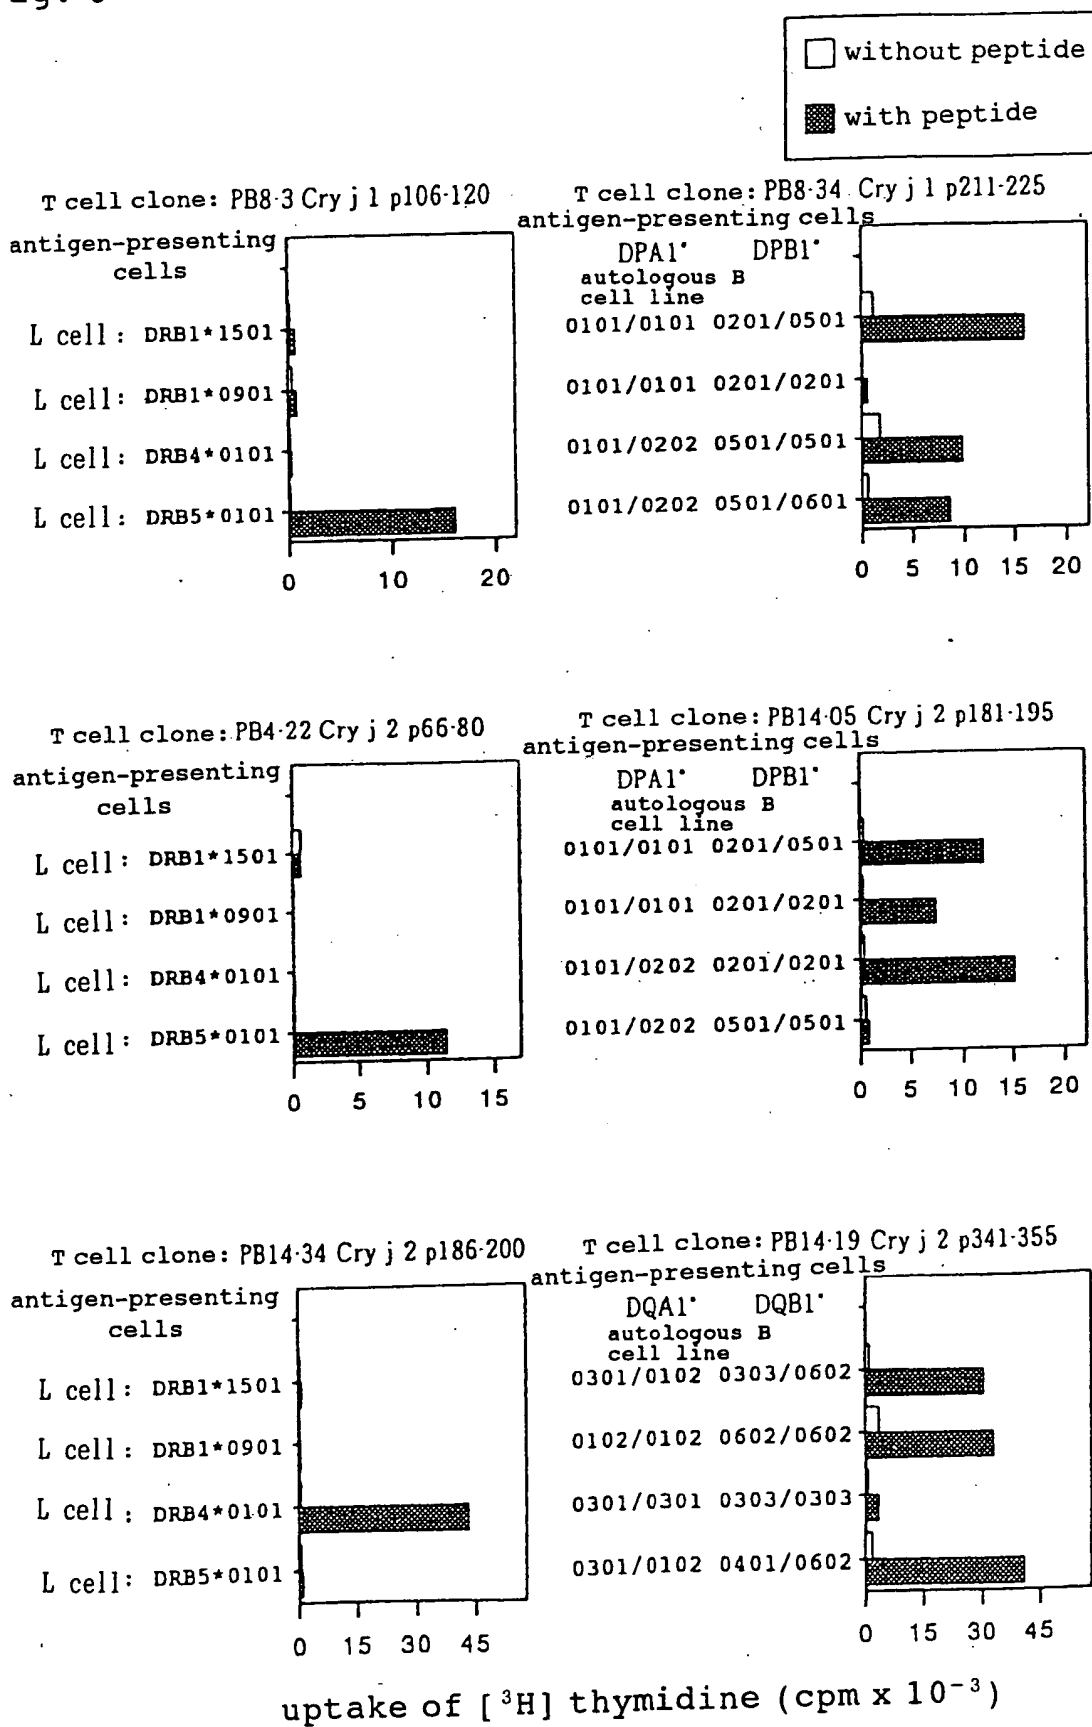 without peptide
with peptide
T cell clone: PB8·3 Cry j 1 p106·120
antigen-presenting
cells
L cell: DRB1*1501
L cell: DRB1*0901
L cell: DRB4*0101
L cell: DRB5*0101
0 10 20
T cell clone: PB8·34 Cry j 1 p211·225
antigen-presenting cells
DPA1* DPB1*
autologous B
cell line
0101/0101 0201/0501
0101/0101 0201/0201
0101/0202 0501/0501
0101/0202 0501/0601
0 5 10 15 20
T cell clone: PB4·22 Cry j 2 p66·80
antigen-presenting
cells
L cell: DRB1*1501
L cell: DRB1*0901
L cell: DRB4*0101
L cell: DRB5*0101
0 5 10 15
T cell clone: PB14·05 Cry j 2 p181·195
antigen-presenting cells
DPA1* DPB1*
autologous B
cell line
0101/0101 0201/0501
0101/0101 0201/0201
0101/0202 0201/0201
0101/0202 0501/0501
0 5 10 15 20
T cell clone: PB14·34 Cry j 2 p186·200
antigen-presenting
cells
L cell: DRB1*1501
L cell: DRB1*0901
L cell: DRB4*0101
L cell: DRB5*0101
0 15 30 45
T cell clone: PB14·19 Cry j 2 p341·355
antigen-presenting cells
DQA1* DQB1*
autologous B
cell line
0301/0102 0303/0602
0102/0102 0602/0602
0301/0301 0303/0303
0301/0102 0401/0602
0 15 30 45
uptake of [³H] thymidine (cpm x 10⁻³)